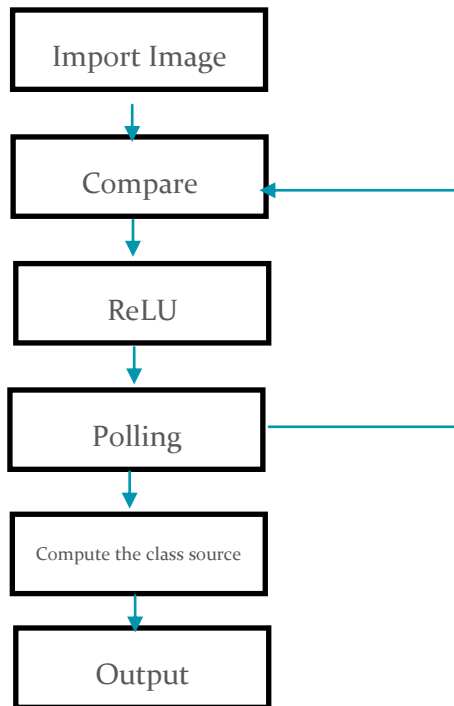 Import Image
Compare
ReLU
Polling
Compute the class source
Output